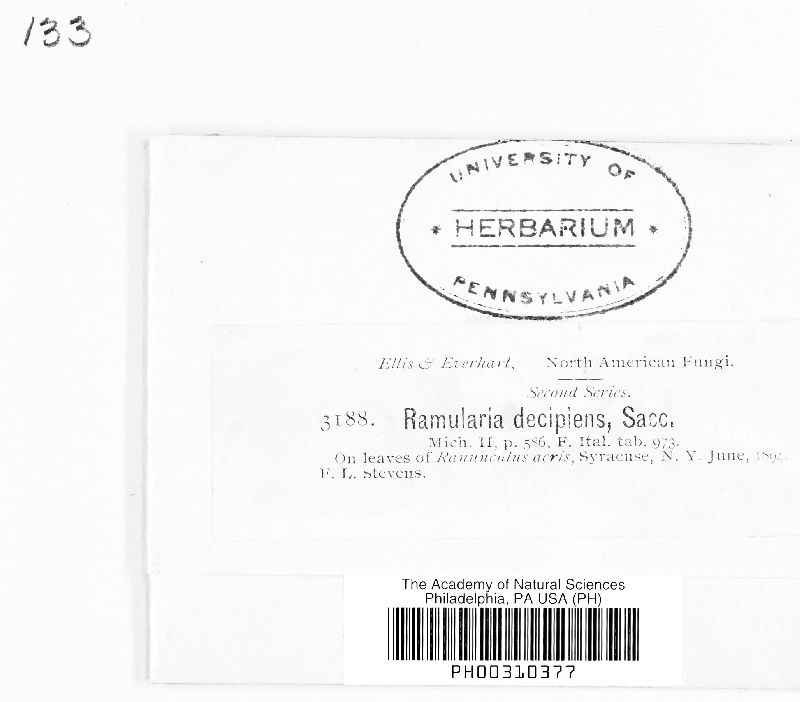 133
UNIVERSITY OF
* HERBARIUM *
PENNSYLVANIA
Ellis & Everhart, North American Fungi.
Second Series.
3188. Ramularia decipiens, Sacc.
Mich. II, p. 586, F. Ital. tab. 973.
On leaves of Ranunculus acris, Syracuse, N. Y. June,
F. L. Stevens.
The Academy of Natural Sciences
Philadelphia, PA USA (PH)
PH00310377